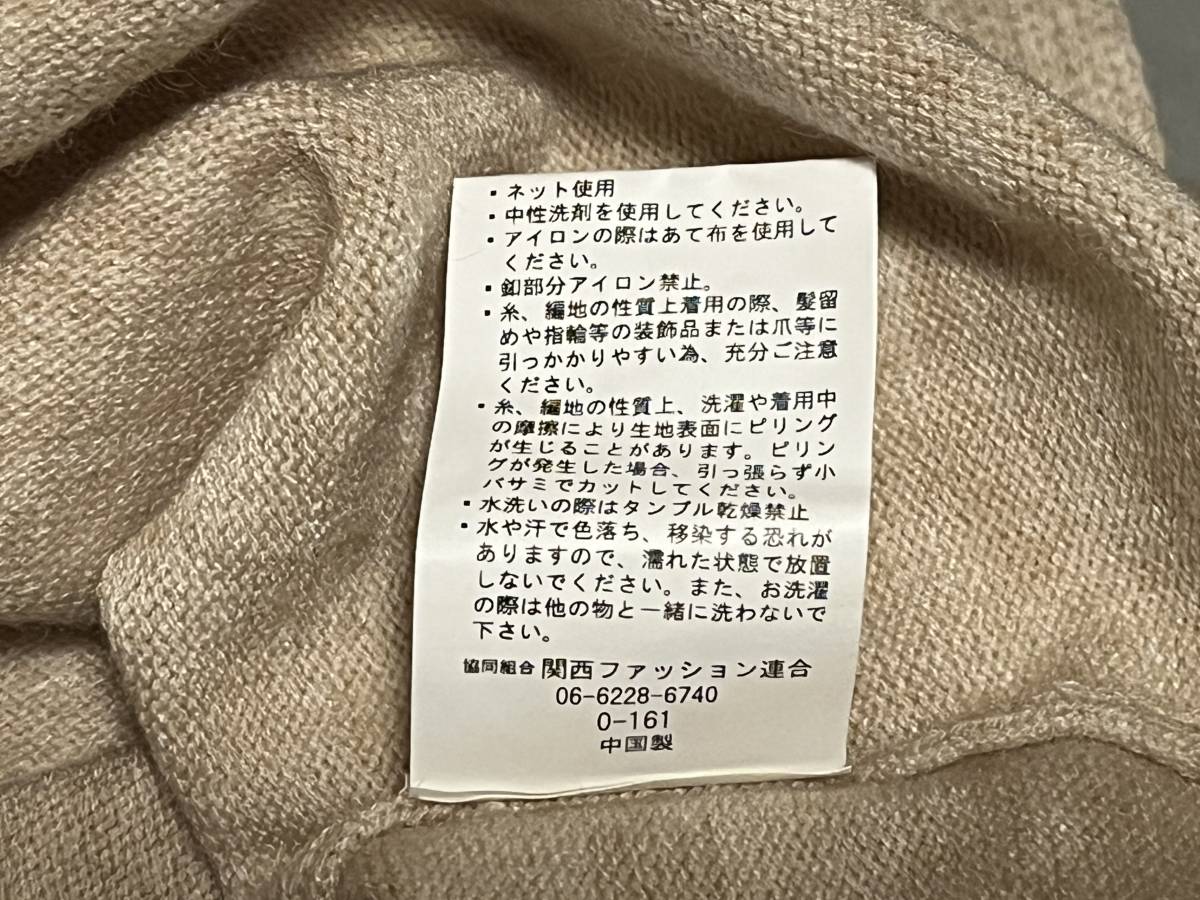 ・ネット使用
・中性洗剤を使用してください。
・アイロンの際はあて布を使用して
ください。
・釦部分アイロン禁止。
・糸、編地の性質上着用の際、髪留
めや指輪等の装飾品または爪等に
引っかかりやすい為、充分ご注意
ください。
・糸、編地の性質上、洗濯や着用中
の摩擦により生地表面にピリング
が生じることがあります。ピリン
グが発生した場合、引っ張らず小
バサミでカットしてください。
・水洗いの際はタンブル乾燥禁止
・水や汗で色落ち、移染する恐れが
ありますので、濡れた状態で放置
しないでください。また、お洗濯
の際は他の物と一緒に洗わないで
下さい。
協同組合 関西ファッション連合
06-6228-6740
0-161
中国製